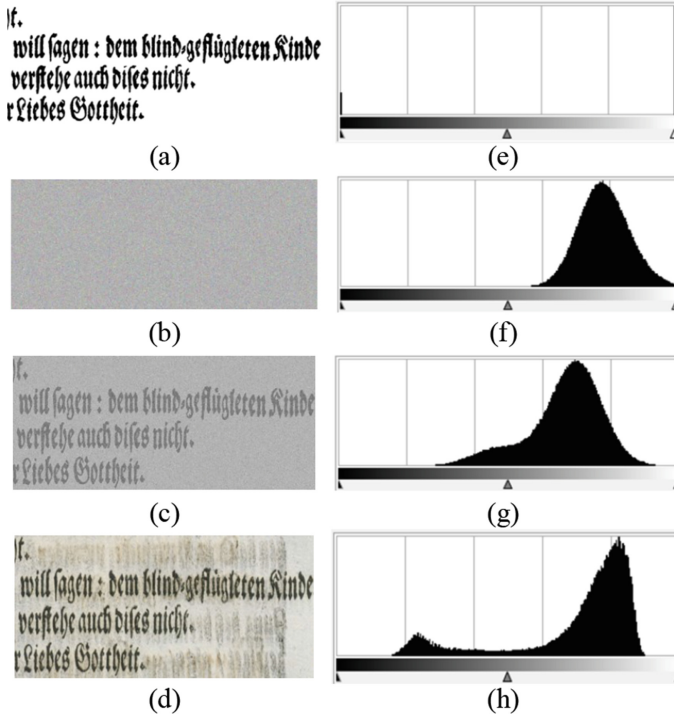 t.
will ſagen : dem blind-geflügleten Kinde
verſtehe auch diſes nicht.
r Liebes Gottheit.
(a)
(e)
(b)
(f)
t.
will ſagen : dem blind-geflügleten Kinde
verſtehe auch diſes nicht.
r Liebes Gottheit.
(c)
(g)
t.
will ſagen : dem blind-geflügleten Kinde
verſtehe auch diſes nicht.
r Liebes Gottheit.
(d)
(h)